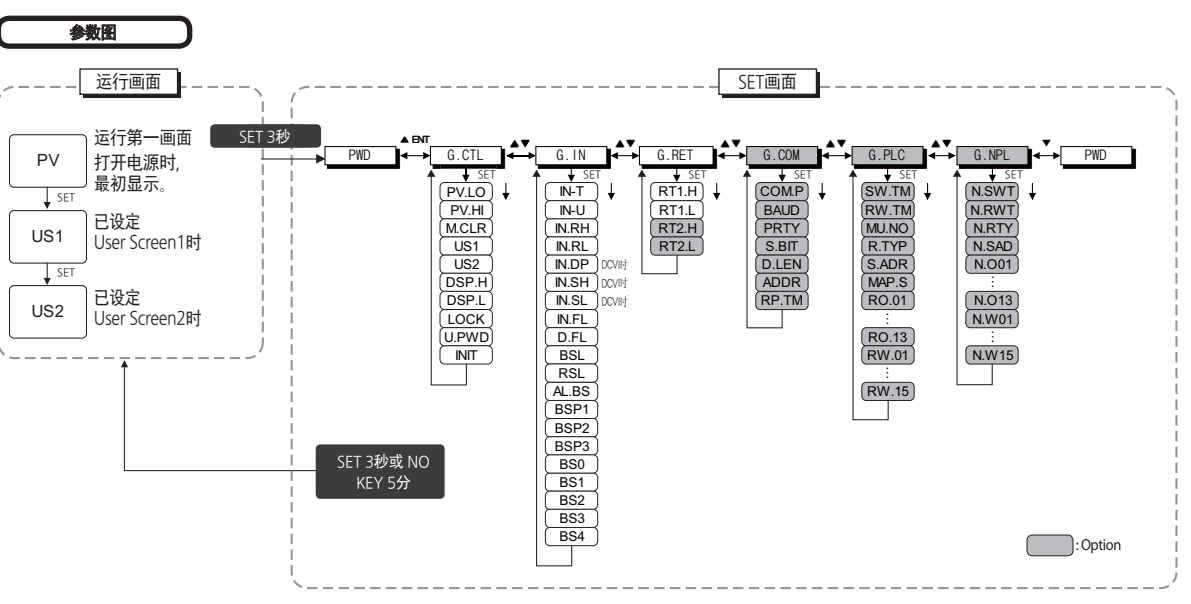 参数图
运行画面
SET画面
PV
运行第一画面
打开电源时,
最初显示。
SET
US1
已设定
User Screen1时
SET
US2
已设定
User Screen2时
SET 3秒
SET 3秒或 NO
KEY 5分
PWD
▲ ENT
G.CTL
SET
PV.LO
PV.HI
M.CLR
US1
US2
DSP.H
DSP.L
LOCK
U.PWD
INIT
▲▼
G.IN
SET
IN-T
IN-U
IN.RH
IN.RL
IN.DP DCV时
IN.SH DCV时
IN.SL DCV时
IN.FL
D.FL
BSL
RSL
AL.BS
BSP1
BSP2
BSP3
BS0
BS1
BS2
BS3
BS4
▲▼
G.RET
SET
RT1.H
RT1.L
RT2.H
RT2.L
▲▼
G.COM
SET
COM.P
BAUD
PRTY
S.BIT
D.LEN
ADDR
RP.TM
▲▼
G.PLC
SET
SW.TM
RW.TM
MU.NO
R.TYP
S.ADR
MAP.S
RO.01
⋮
RO.13
RW.01
⋮
RW.15
▲▼
G.NPL
SET
N.SWT
N.RWT
N.RTY
N.SAD
N.O01
⋮
N.O13
N.W01
⋮
N.W15
▼
PWD
:Option